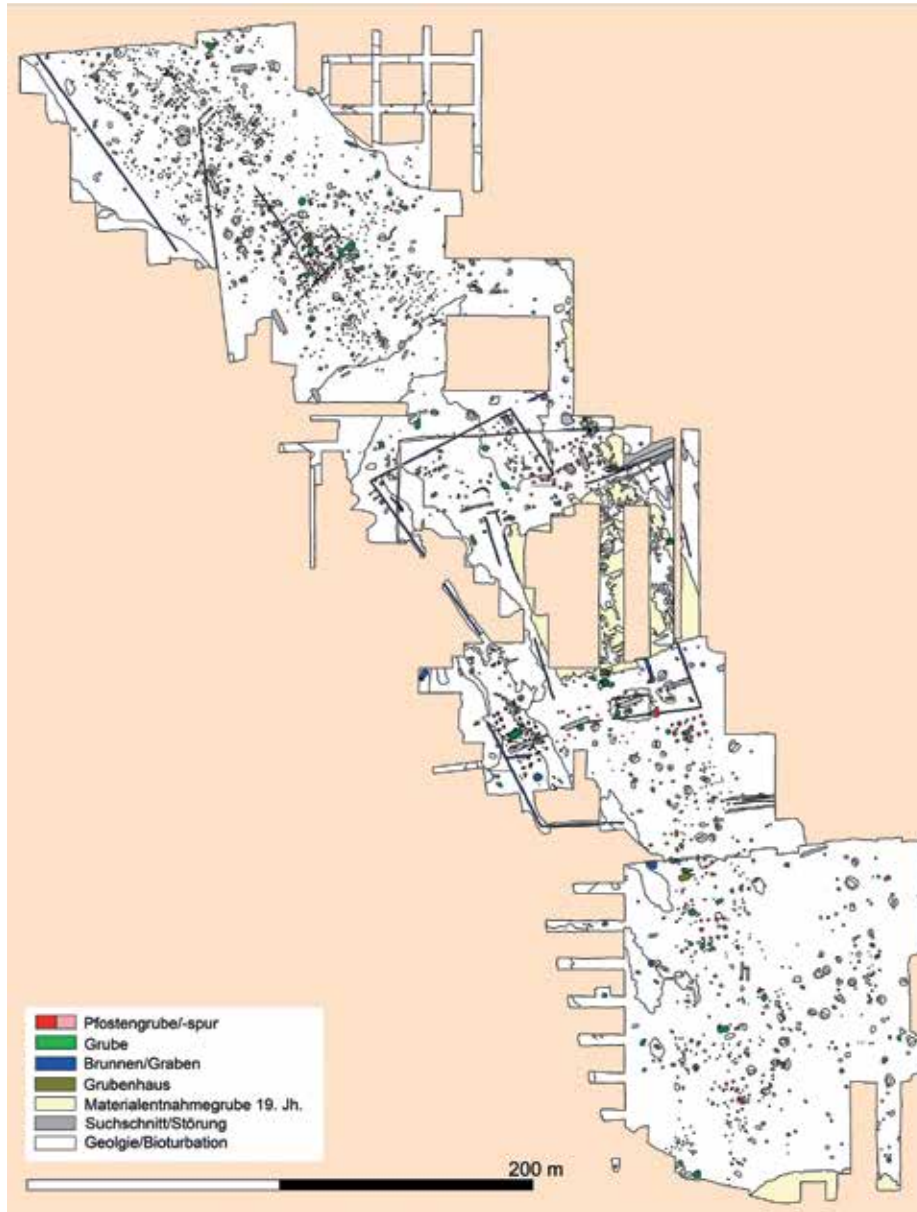 Pfostengrube/-spur
Grube
Brunnen/Graben
Grubenhaus
Materialentnahmegrube 19. Jh.
Suchschnitt/Störung
Geolgie/Bioturbation
200 m